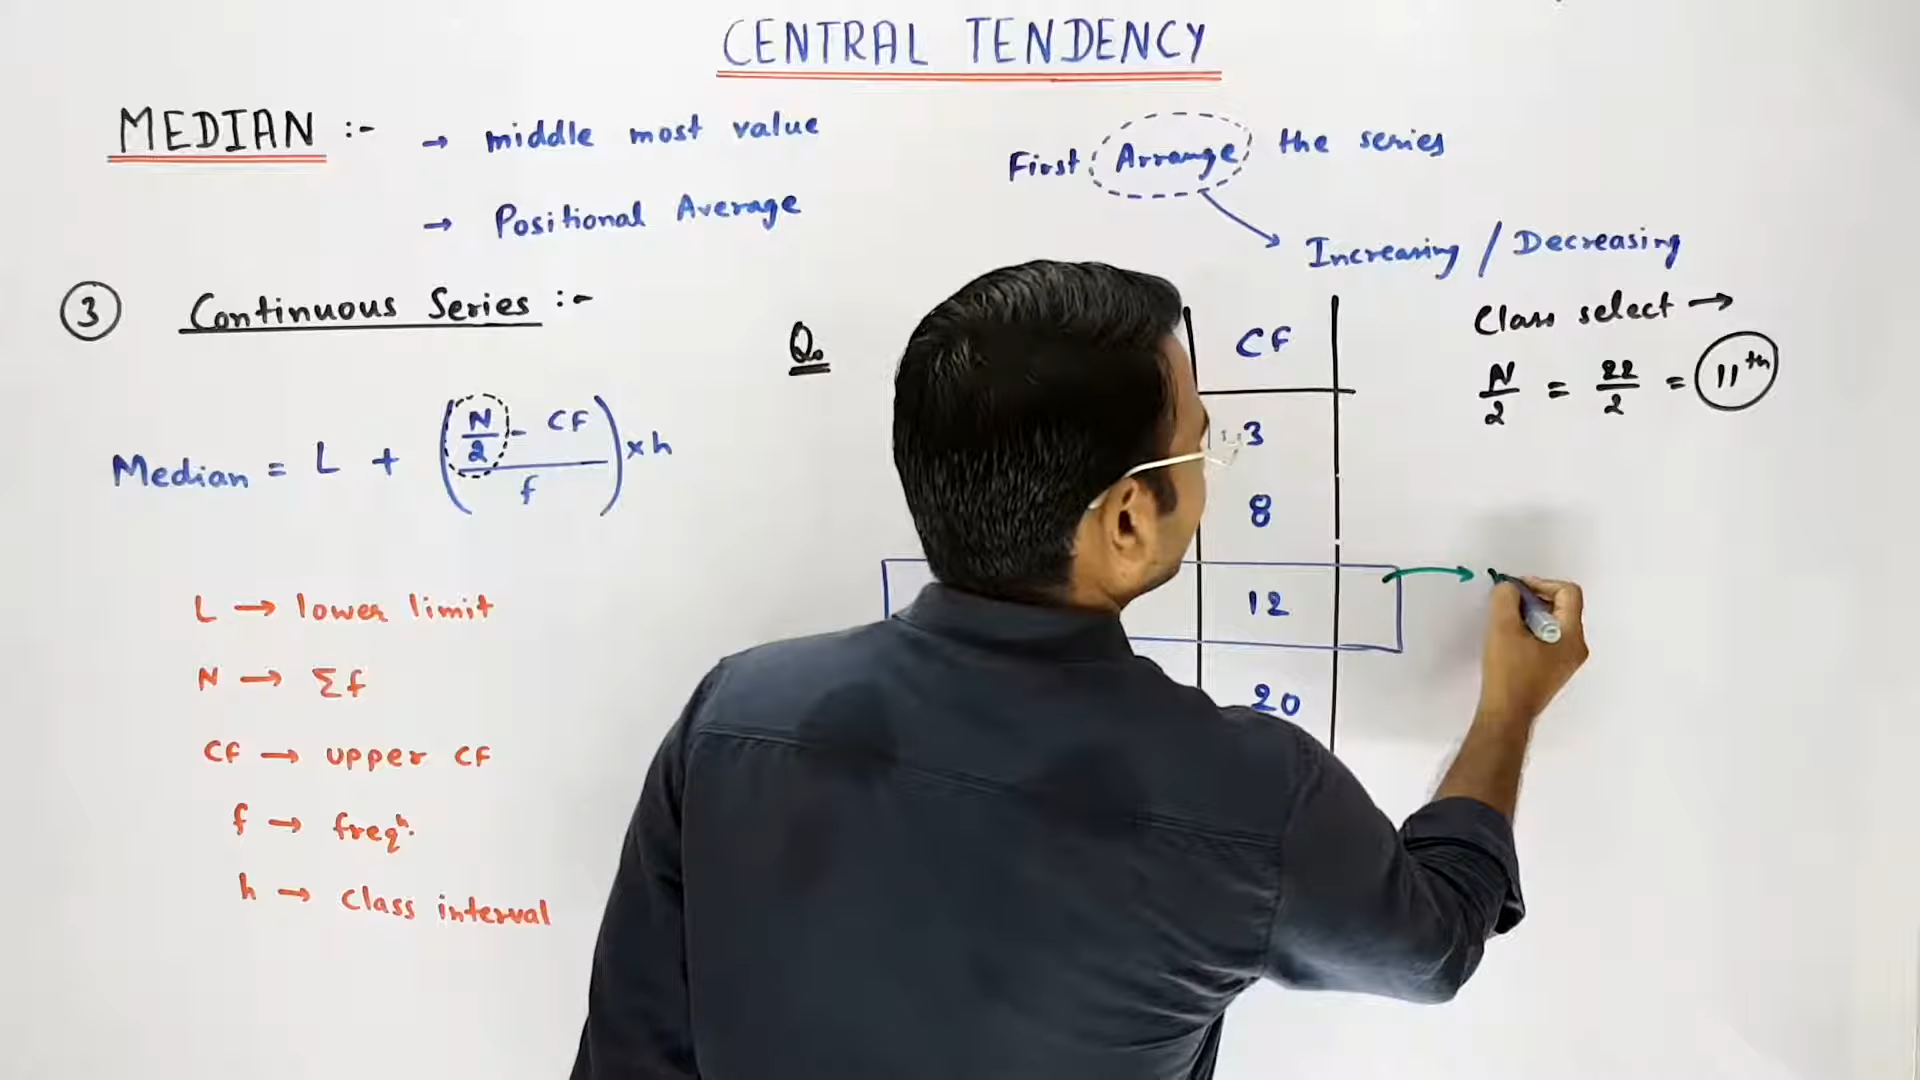 CENTRAL TENDENCY
MEDIAN :-
→ middle most value
→ Positional Average
First Arrange the series
Increasing / Decreasing
3 Continuous Series :-
Median = L + ( N/2 - CF / f ) × h
L → lower limit
N → Σf
CF → upper CF
f → freqⁿ.
h → class interval
Q.
CF
3
8
12
20
Class select →
N/2 = 22/2 = 11th